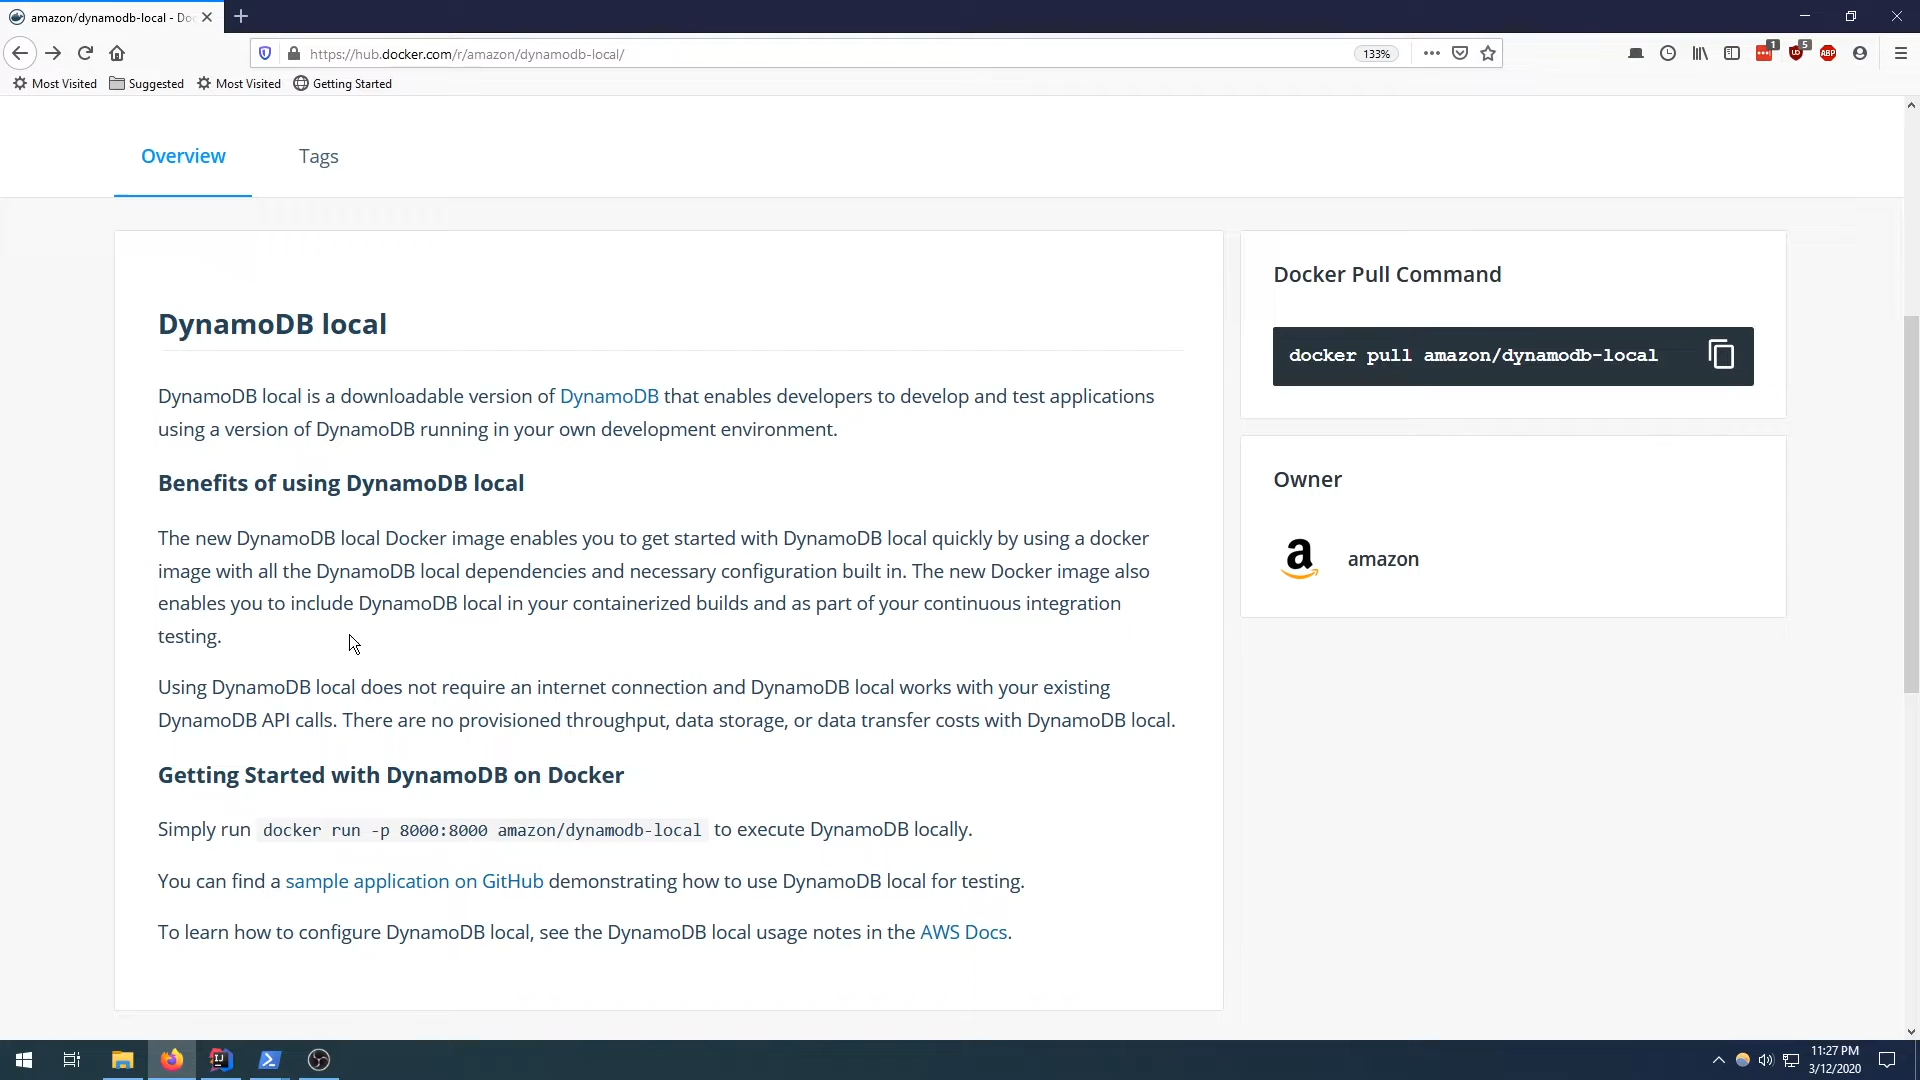 amazon/dynamodb-local - Doc
https://hub.docker.com/r/amazon/dynamodb-local/
133%
1
5
ABP
Most Visited
Suggested
Most Visited
Getting Started
Overview
Tags
DynamoDB local
DynamoDB local is a downloadable version of DynamoDB that enables developers to develop and test applications
using a version of DynamoDB running in your own development environment.
Benefits of using DynamoDB local
The new DynamoDB local Docker image enables you to get started with DynamoDB local quickly by using a docker
image with all the DynamoDB local dependencies and necessary configuration built in. The new Docker image also
enables you to include DynamoDB local in your containerized builds and as part of your continuous integration
testing.
Using DynamoDB local does not require an internet connection and DynamoDB local works with your existing
DynamoDB API calls. There are no provisioned throughput, data storage, or data transfer costs with DynamoDB local.
Getting Started with DynamoDB on Docker
Simply run docker run -p 8000:8000 amazon/dynamodb-local to execute DynamoDB locally.
You can find a sample application on GitHub demonstrating how to use DynamoDB local for testing.
To learn how to configure DynamoDB local, see the DynamoDB local usage notes in the AWS Docs.
Docker Pull Command
docker pull amazon/dynamodb-local
Owner
a
amazon
IJ
11:27 PM
3/12/2020